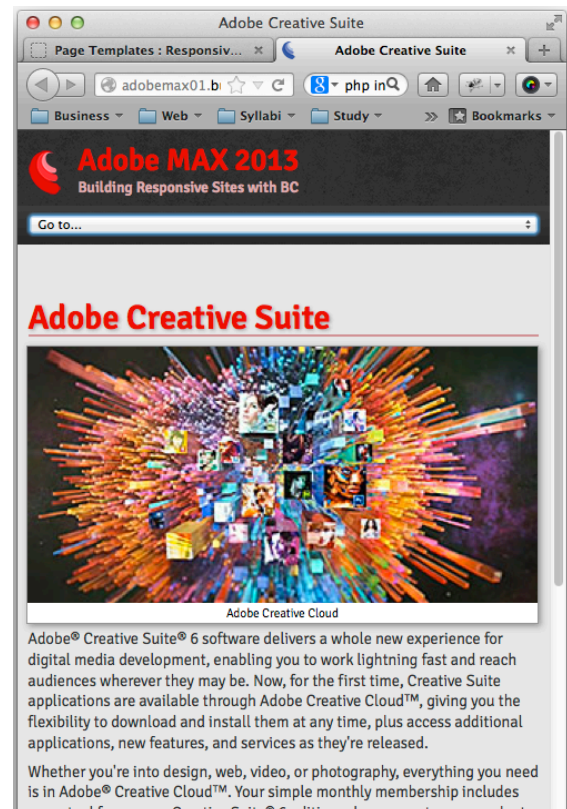 Adobe Creative Suite
Page Templates : Responsiv...
Adobe Creative Suite
adobemax01.b
php in
Business
Web
Syllabi
Study
Bookmarks
Adobe MAX 2013
Building Responsive Sites with BC
Go to...
Adobe Creative Suite
Adobe Creative Cloud
Adobe® Creative Suite® 6 software delivers a whole new experience for
digital media development, enabling you to work lightning fast and reach
audiences wherever they may be. Now, for the first time, Creative Suite
applications are available through Adobe Creative Cloud™, giving you the
flexibility to download and install them at any time, plus access additional
applications, new features, and services as they're released.
Whether you're into design, web, video, or photography, everything you need
is in Adobe® Creative Cloud™. Your simple monthly membership includes